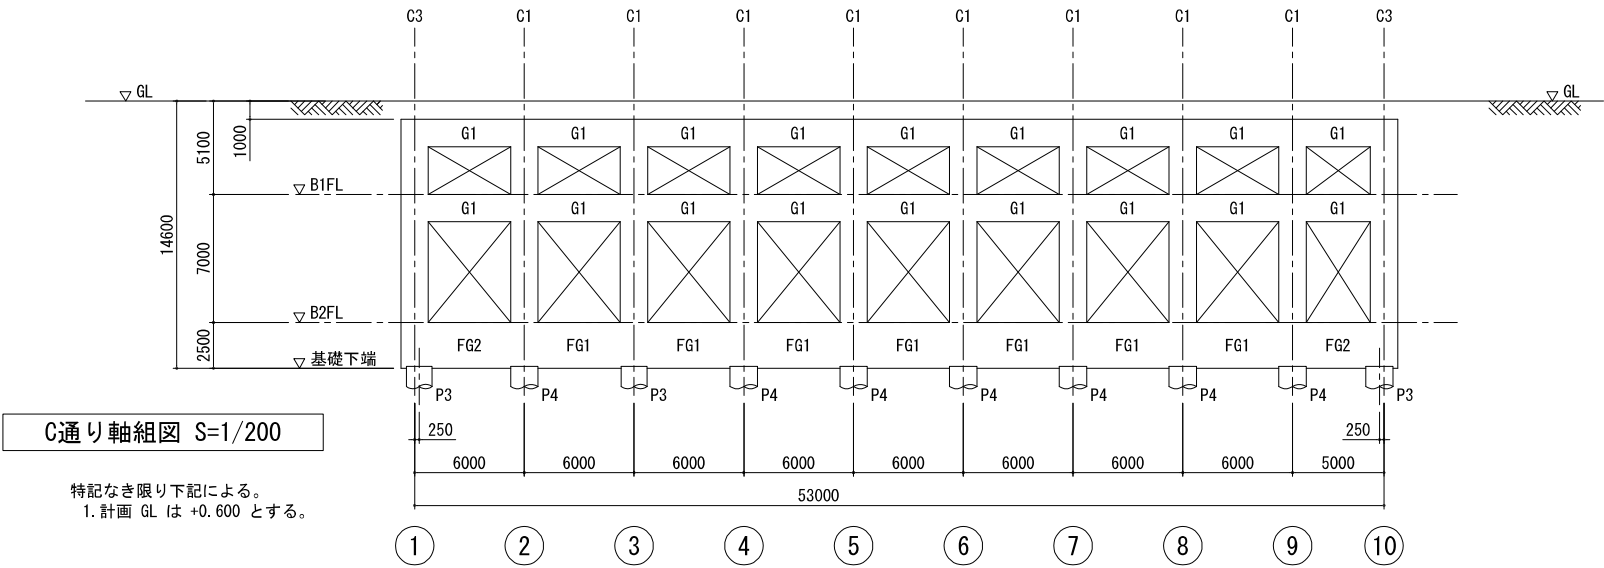 C3 C1 C1 C1 C1 C1 C1 C1 C1 C3
GL GL
1000
5100
G1 G1 G1 G1 G1 G1 G1 G1 G1
B1FL
G1 G1 G1 G1 G1 G1 G1 G1 G1
14600
7000
B2FL
2500
FG2 FG1 FG1 FG1 FG1 FG1 FG1 FG1 FG2
基礎下端
P3 P4 P3 P4 P4 P4 P4 P4 P4 P3
C通り軸組図 S=1/200
250 250
6000 6000 6000 6000 6000 6000 6000 6000 5000
53000
特記なき限り下記による。
1.計画 GL は +0.600 とする。
1 2 3 4 5 6 7 8 9 10